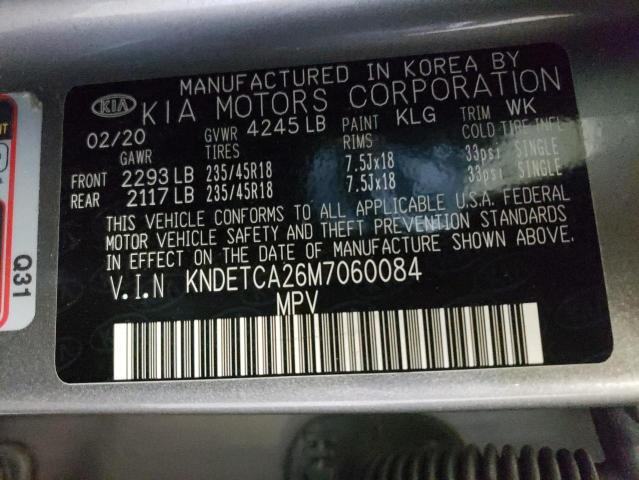 MANUFACTURED IN KOREA BY
KIA KIA MOTORS CORPORATION
02/20 GVWR 4245 LB PAINT KLG TRIM WK
GAWR RIMS COLD TIRE INFL
FRONT 2293 LB 235/45R18 7.5Jx18 33psi SINGLE
REAR 2117 LB 235/45R18 7.5Jx18 33psi SINGLE
THIS VEHICLE CONFORMS TO ALL APPLICABLE U.S.A. FEDERAL
MOTOR VEHICLE SAFETY AND THEFT PREVENTION STANDARDS
IN EFFECT ON THE DATE OF MANUFACTURE SHOWN ABOVE.
V.I.N KNDETCA26M7060084
MPV
Q31